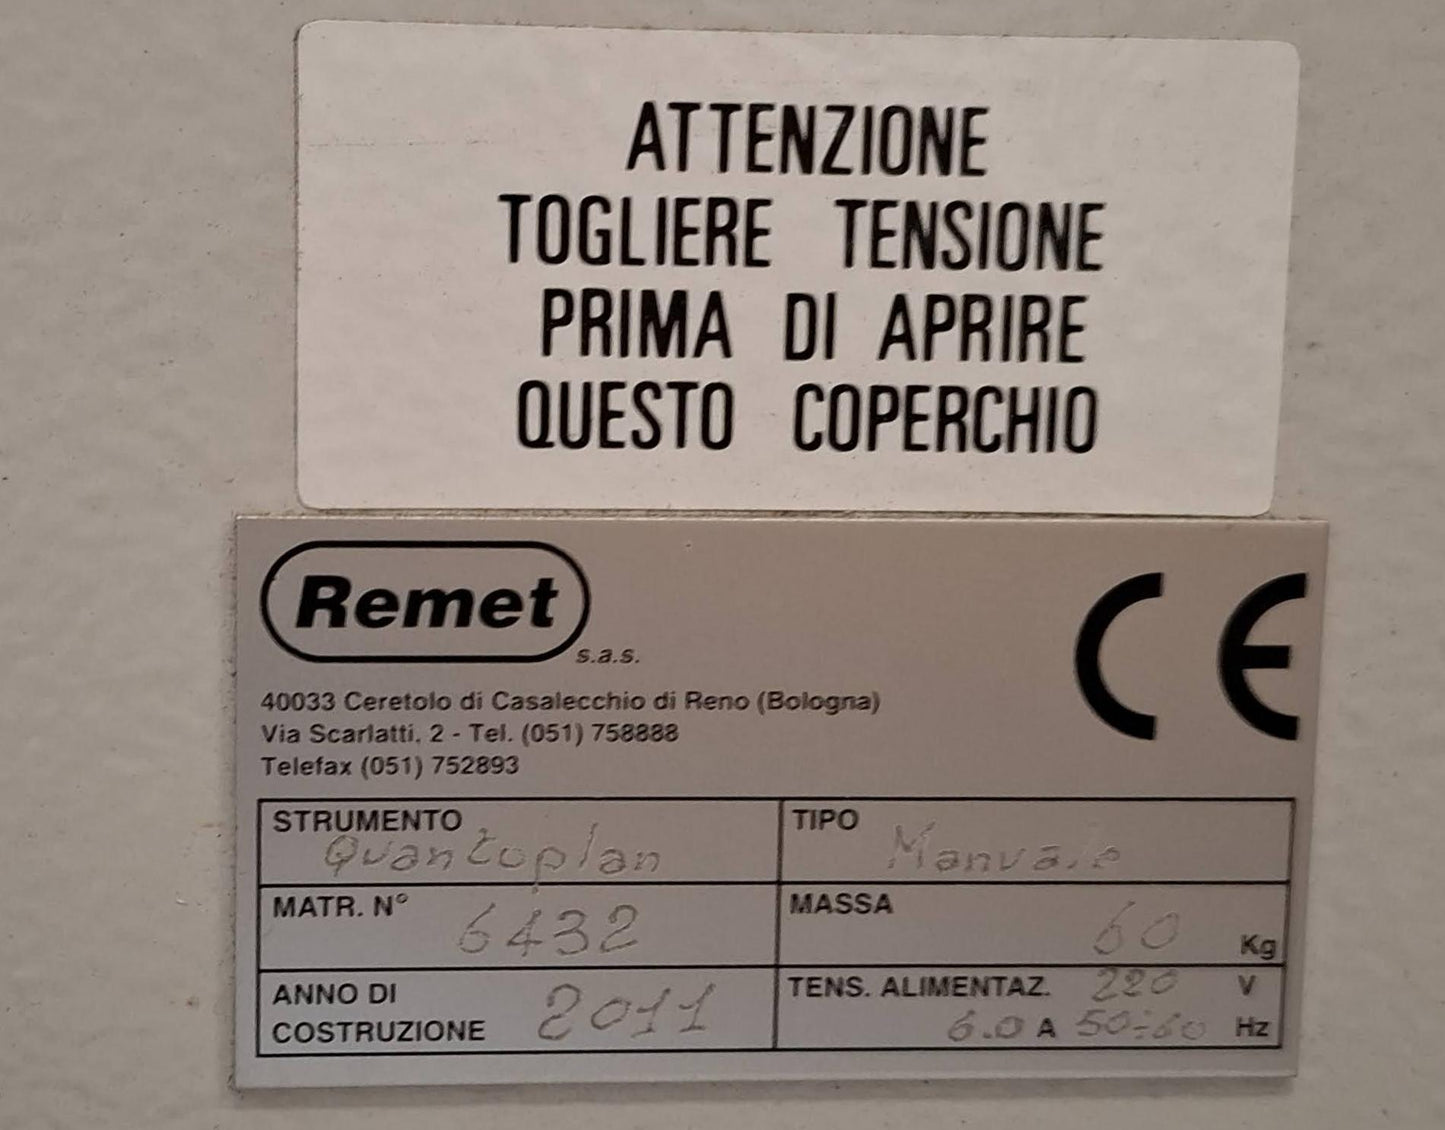 ATTENZIONE
TOGLIERE TENSIONE
PRIMA DI APRIRE
QUESTO COPERCHIO
Remet
s.a.s.
CE
40033 Ceretolo di Casalecchio di Reno (Bologna)
Via Scarlatti, 2 - Tel. (051) 758888
Telefax (051) 752893
STRUMENTO Quantoplan
TIPO Manuale
MATR. N° 6432
MASSA 60 Kg
ANNO DI
COSTRUZIONE 2011
TENS. ALIMENTAZ. 220 V
6.0 A 50÷60 Hz